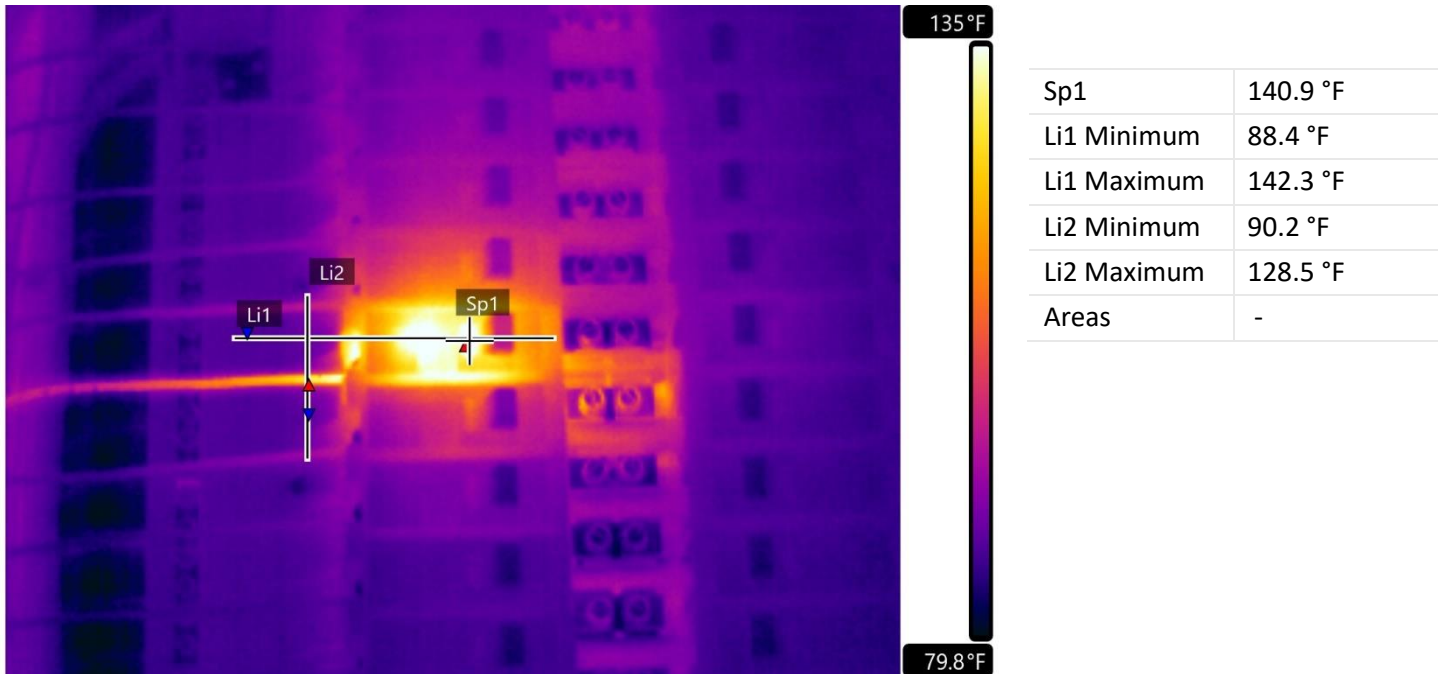 135°F
Li2
Li1
Sp1
79.8°F
Sp1 140.9 °F
Li1 Minimum 88.4 °F
Li1 Maximum 142.3 °F
Li2 Minimum 90.2 °F
Li2 Maximum 128.5 °F
Areas -